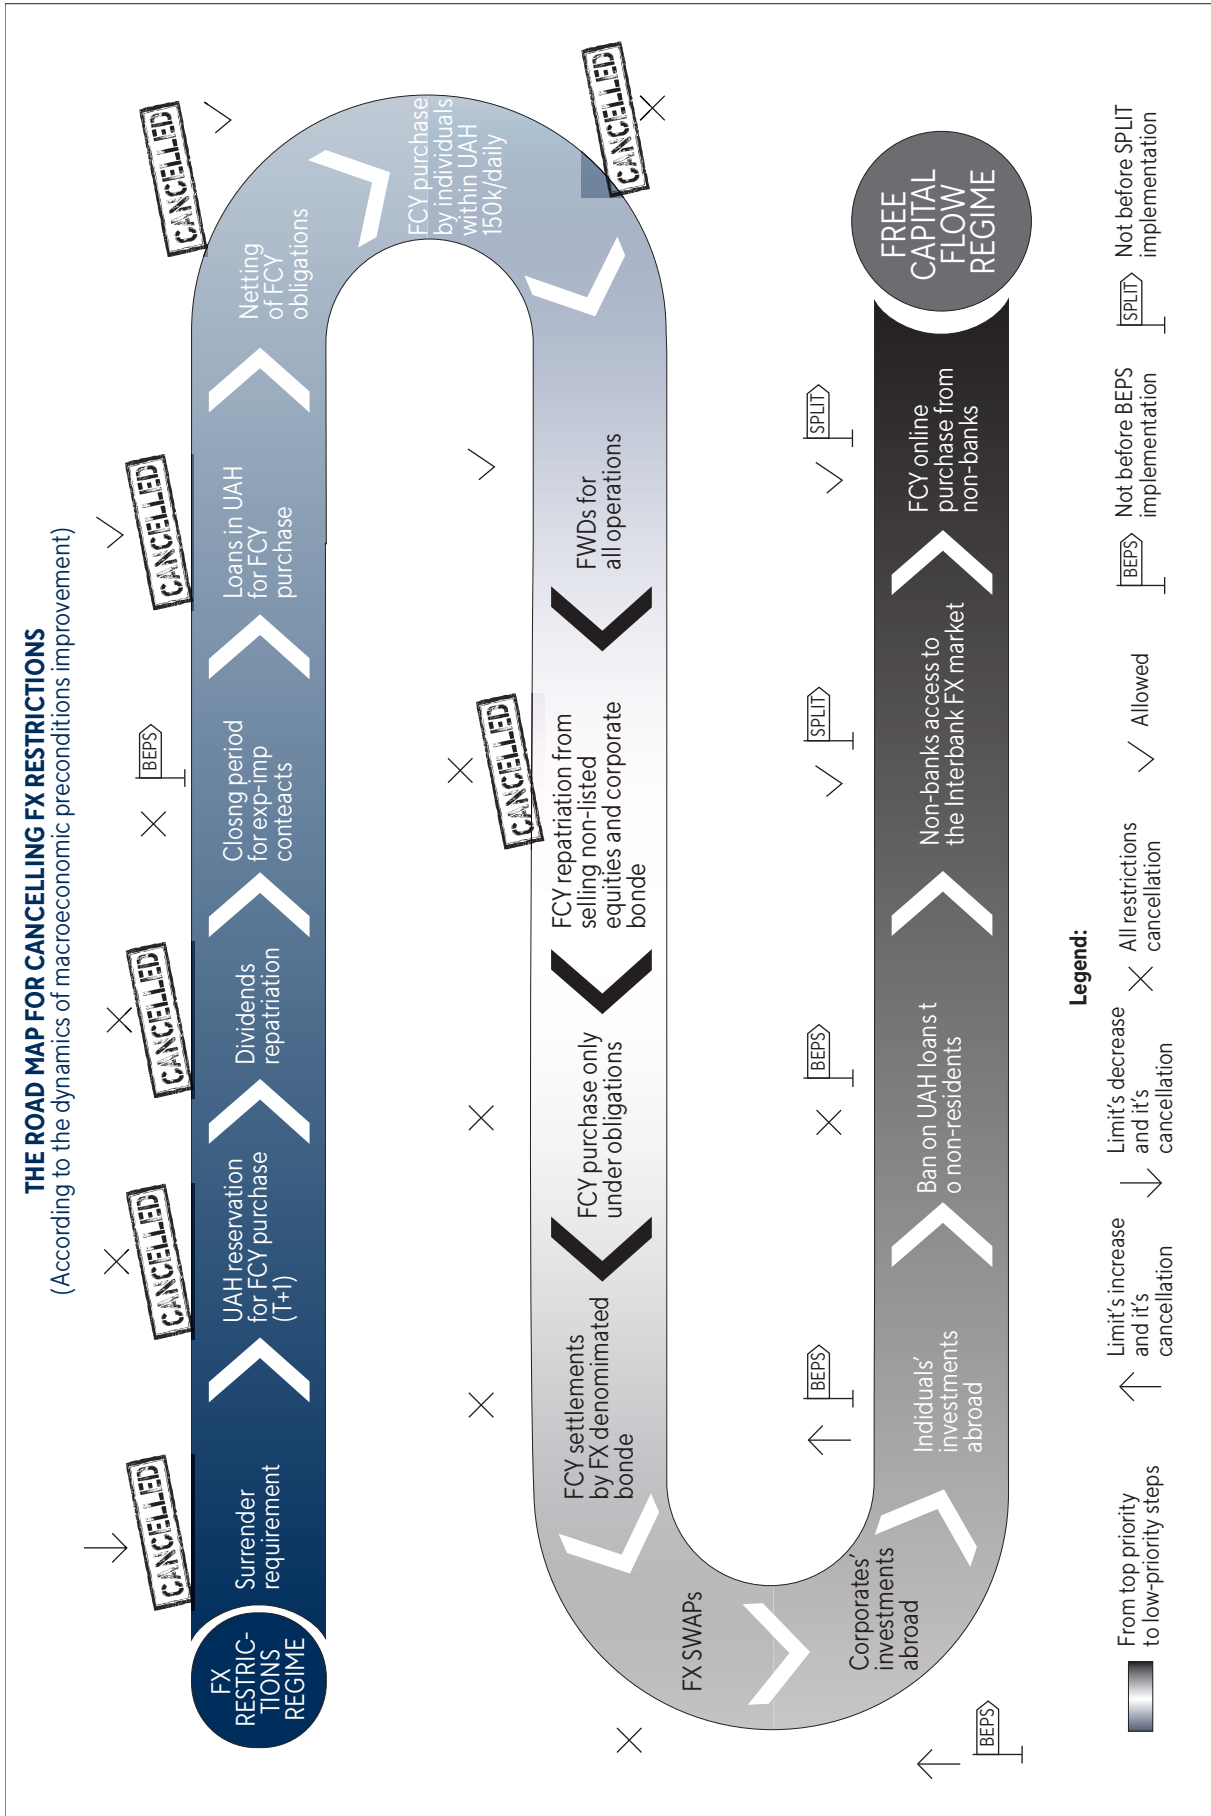 THE ROAD MAP FOR CANCELLING FX RESTRICTIONS
(According to the dynamics of macroeconomic preconditions improvement)
FX
RESTRIC-
TIONS
REGIME
CANCELLED
Surrender
requirement
CANCELLED
UAH reservation
for FCY purchase
(T+1)
CANCELLED
Dividends
repatriation
BEPS
Closng period
for exp-imp
conteacts
CANCELLED
Loans in UAH
for FCY
purchase
CANCELLED
Netting
of FCY
obligations
FCY purchase
by individuals
within UAH
150k/daily
CANCELLED
FWDs for
all operations
CANCELLED
FCY repatriation from
selling non-listed
equities and corporate
bonde
FCY purchase only
under obligations
FCY settlements
by FX denomimated
bonde
FX SWAPs
Corporates'
investments
abroad
BEPS
BEPS
Indiduals'
investments
abroad
BEPS
Ban on UAH loans t
o non-residents
SPLIT
Non-banks access to
the Interbank FX market
SPLIT
FCY online
purchase from
non-banks
FREE
CAPITAL
FLOW
REGIME
Legend:
From top priority
to low-priority steps
Limit's increase
and it's
cancellation
Limit's decrease
and it's
cancellation
All restrictions
cancellation
Allowed
BEPS
Not before BEPS
implementation
SPLIT
Not before SPLIT
implementation